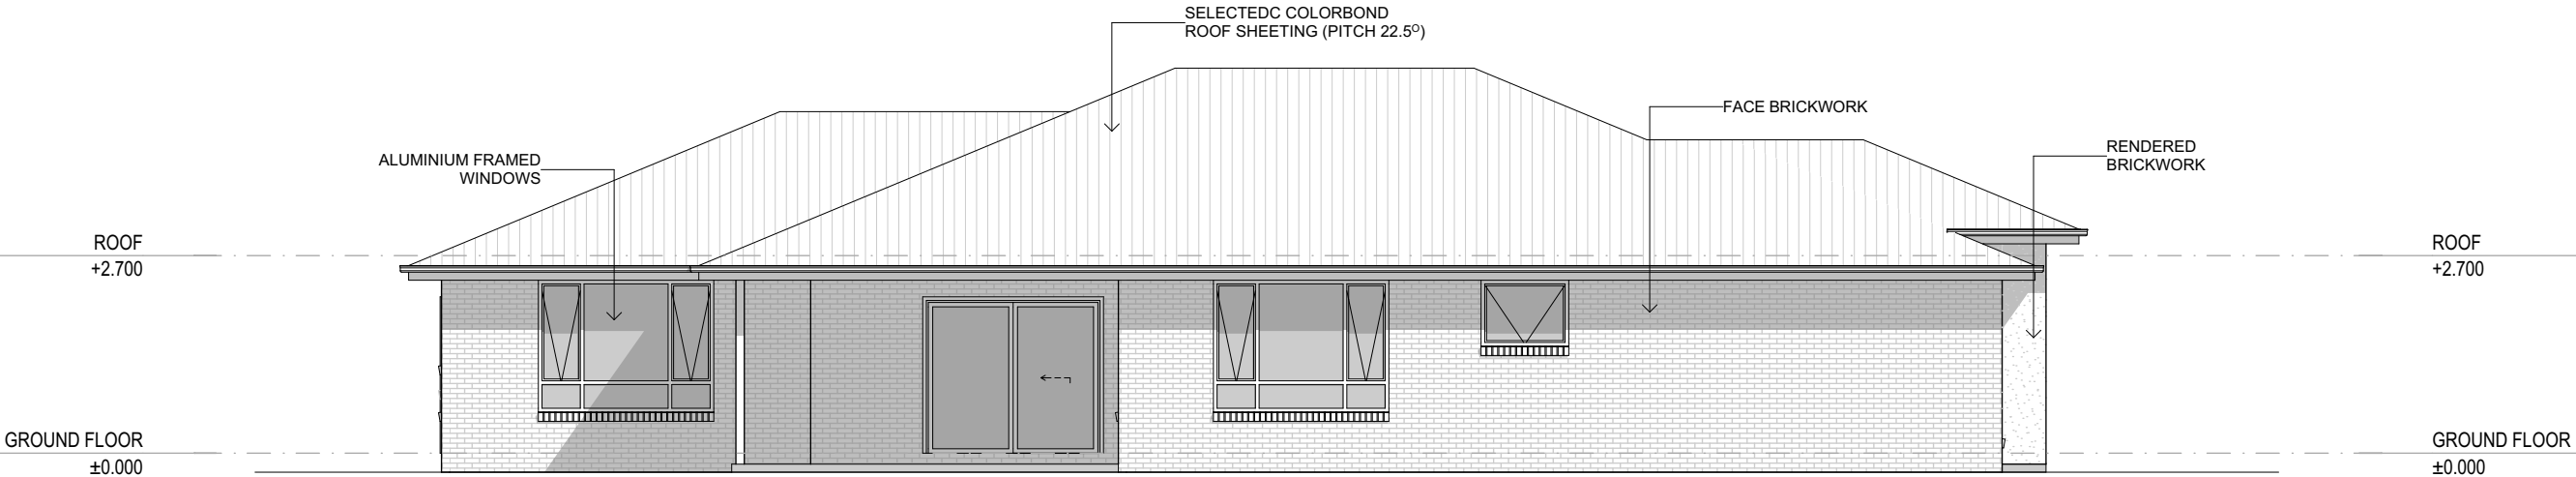 SELECTEDC COLORBOND
ROOF SHEETING (PITCH 22.5º)
FACE BRICKWORK
ALUMINIUM FRAMED
WINDOWS
RENDERED
BRICKWORK
ROOF
+2.700
ROOF
+2.700
GROUND FLOOR
±0.000
GROUND FLOOR
±0.000